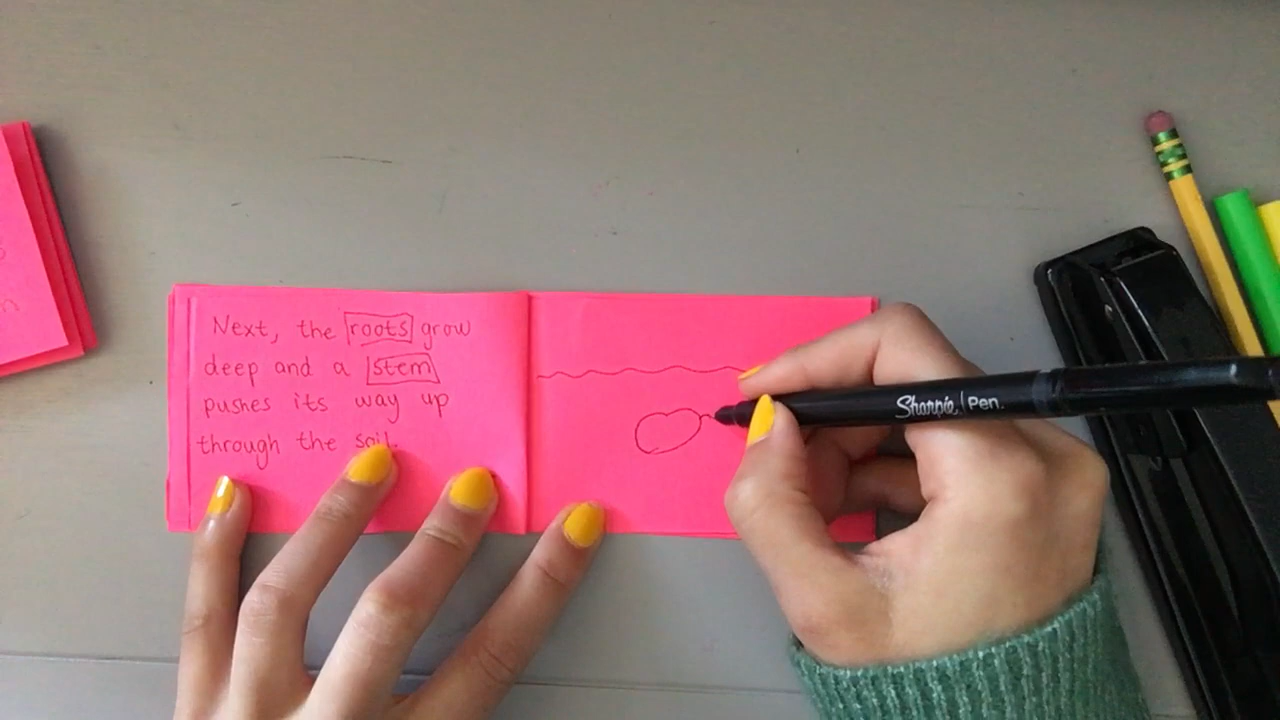 Next, the roots grow
deep and a stem
pushes its way up
through the soil.
Sharpie | Pen.